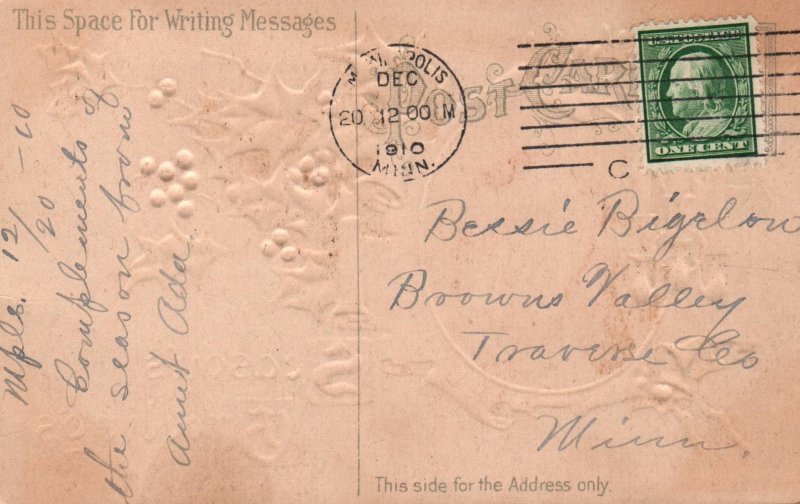 This Space For Writing Messages
Mpls. 12/20-10
Complements of
the season from
Aunt Ada.
POST CARD
MINNEAPOLIS
DEC
20 12 00 M
1910
MINN.
C
U.S. POSTAGE
ONE CENT
Bessie Bigelow
Browns Valley
Traverse Co
Minn.
This side for the Address only.